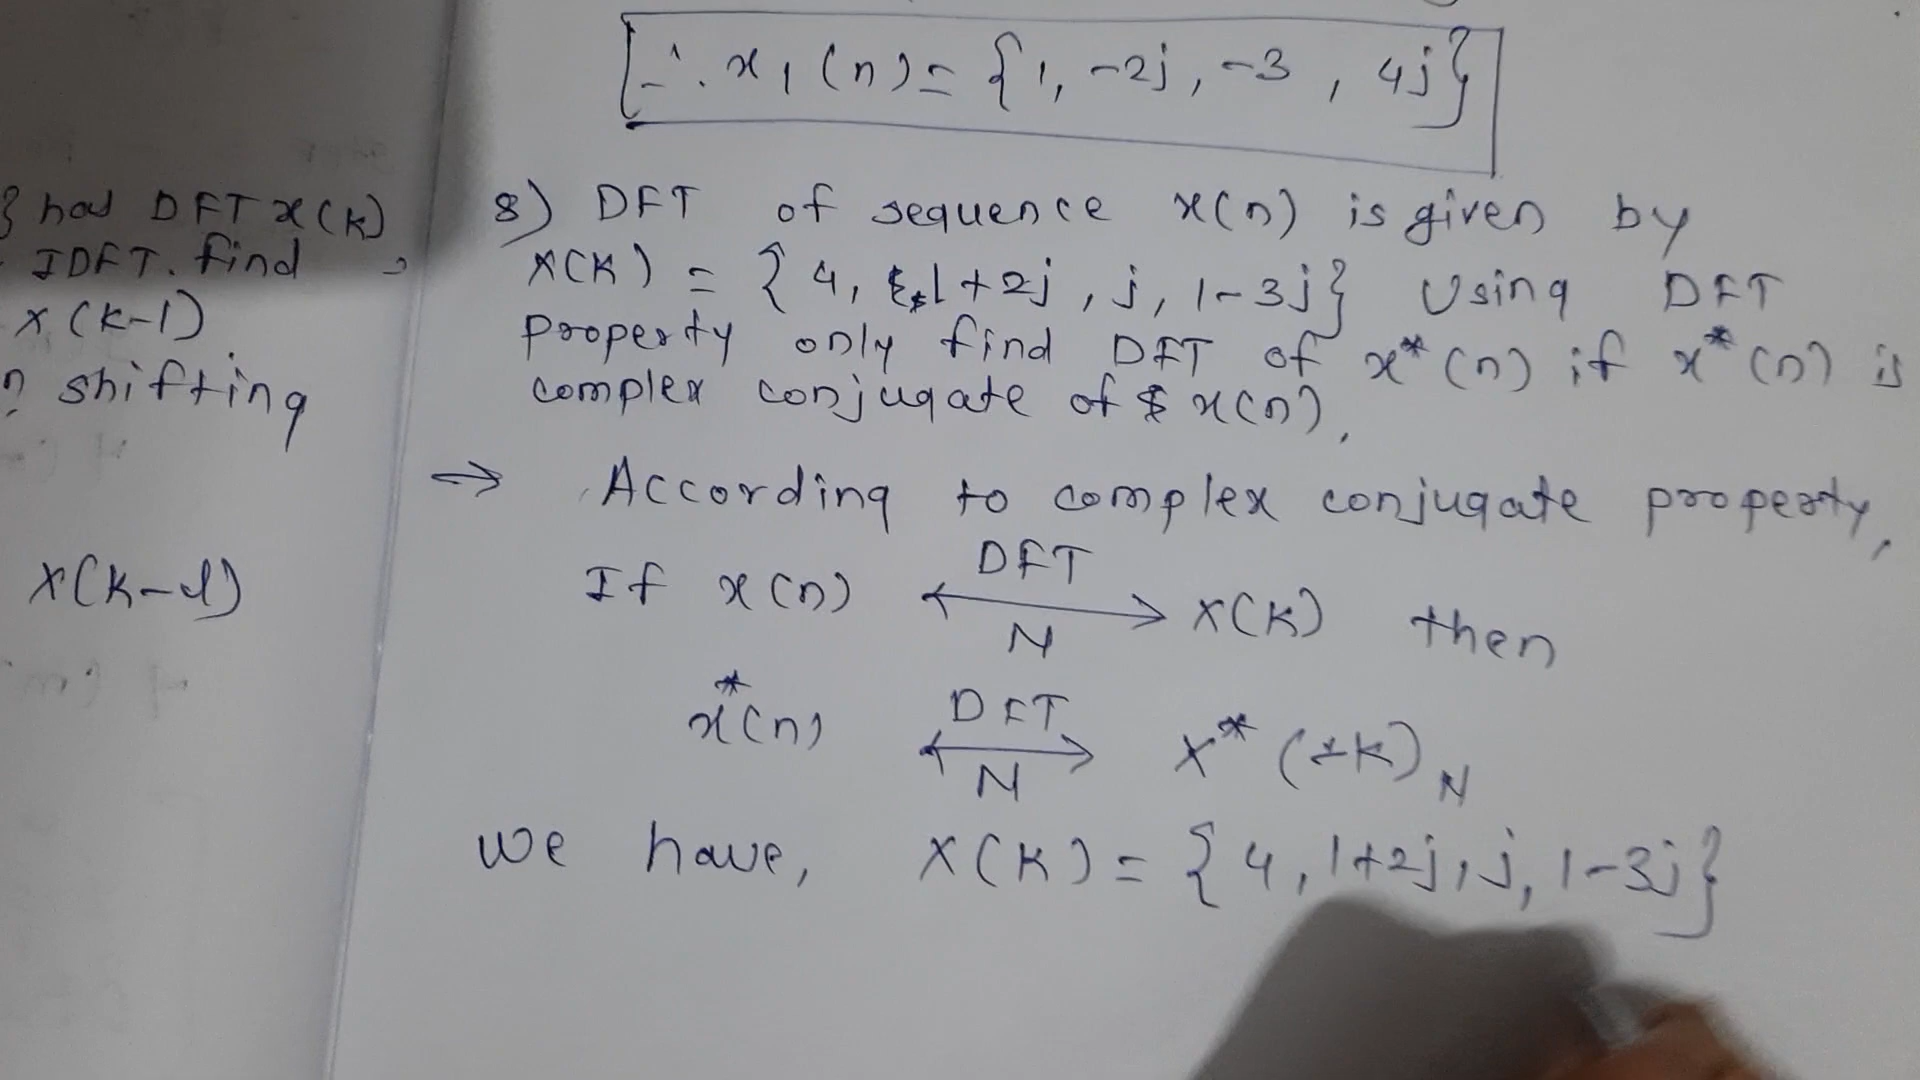 ∴ x₁(n) = {1, -2j, -3, 4j}
} has DFT X(K)
IDFT. find
X(K-1)
shifting
X(K-1)
8) DFT of sequence x(n) is given by
X(K) = {4, 1+2j, j, 1-3j} Using DFT
property only find DFT of x*(n) if x*(n) is
complex conjugate of x(n).
→ According to complex conjugate property,
If x(n) ⟷ X(K) then
DFT
N
x*(n) ⟷ X*(-K)N
DFT
N
We have, X(K) = {4, 1+2j, j, 1-3j}